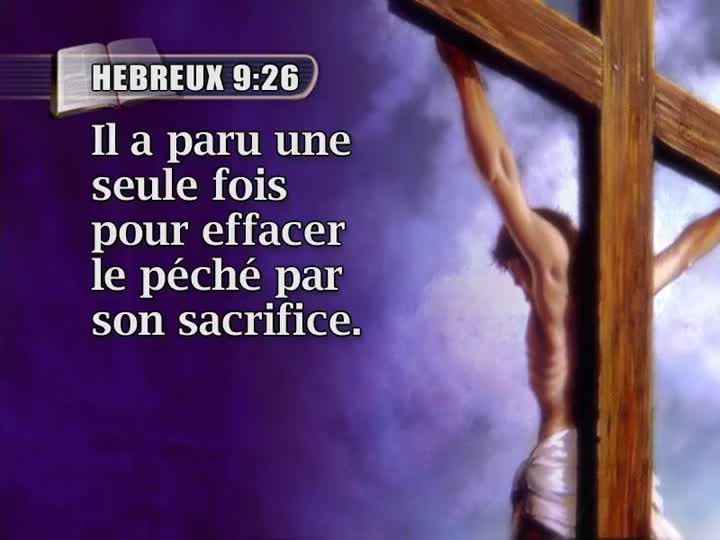 HEBREUX 9:26
Il a paru une
seule fois
pour effacer
le péché par
son sacrifice.